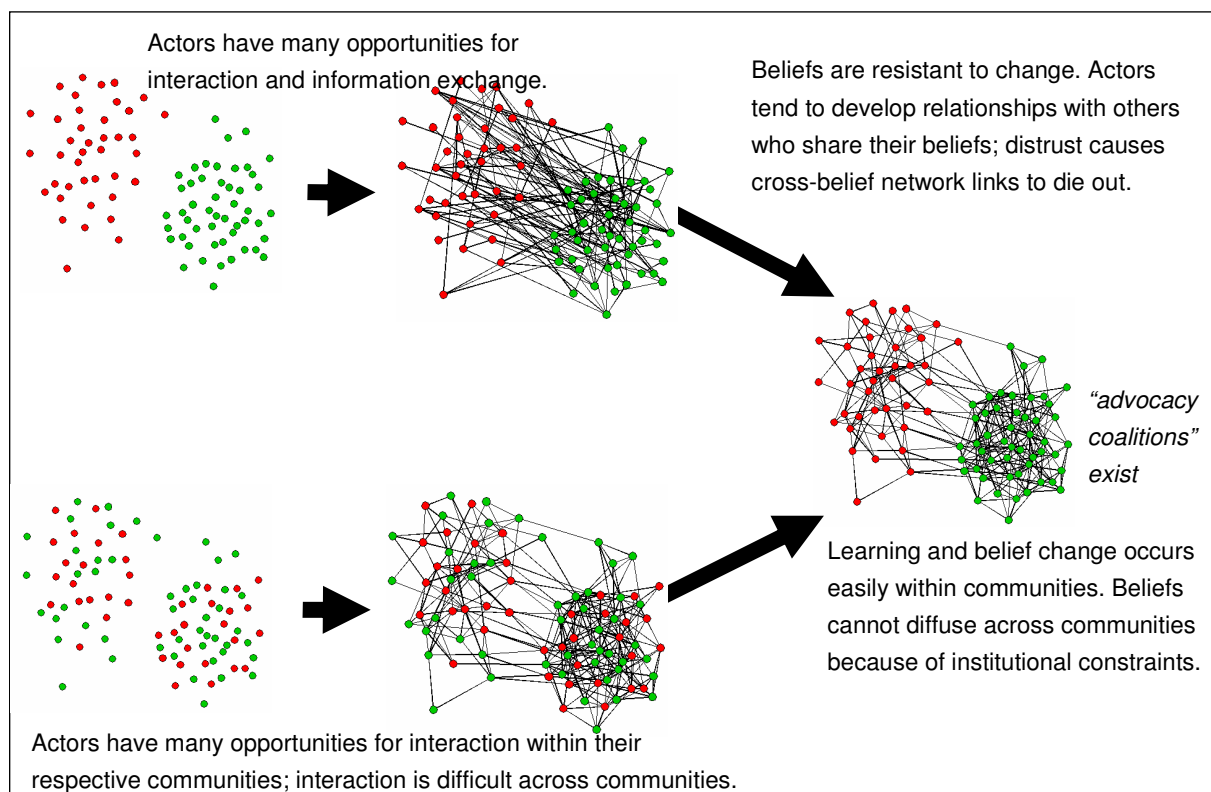 Actors have many opportunities for
interaction and information exchange.
Beliefs are resistant to change. Actors
tend to develop relationships with others
who share their beliefs; distrust causes
cross-belief network links to die out.
“advocacy
coalitions”
exist
Learning and belief change occurs
easily within communities. Beliefs
cannot diffuse across communities
because of institutional constraints.
Actors have many opportunities for interaction within their
respective communities; interaction is difficult across communities.